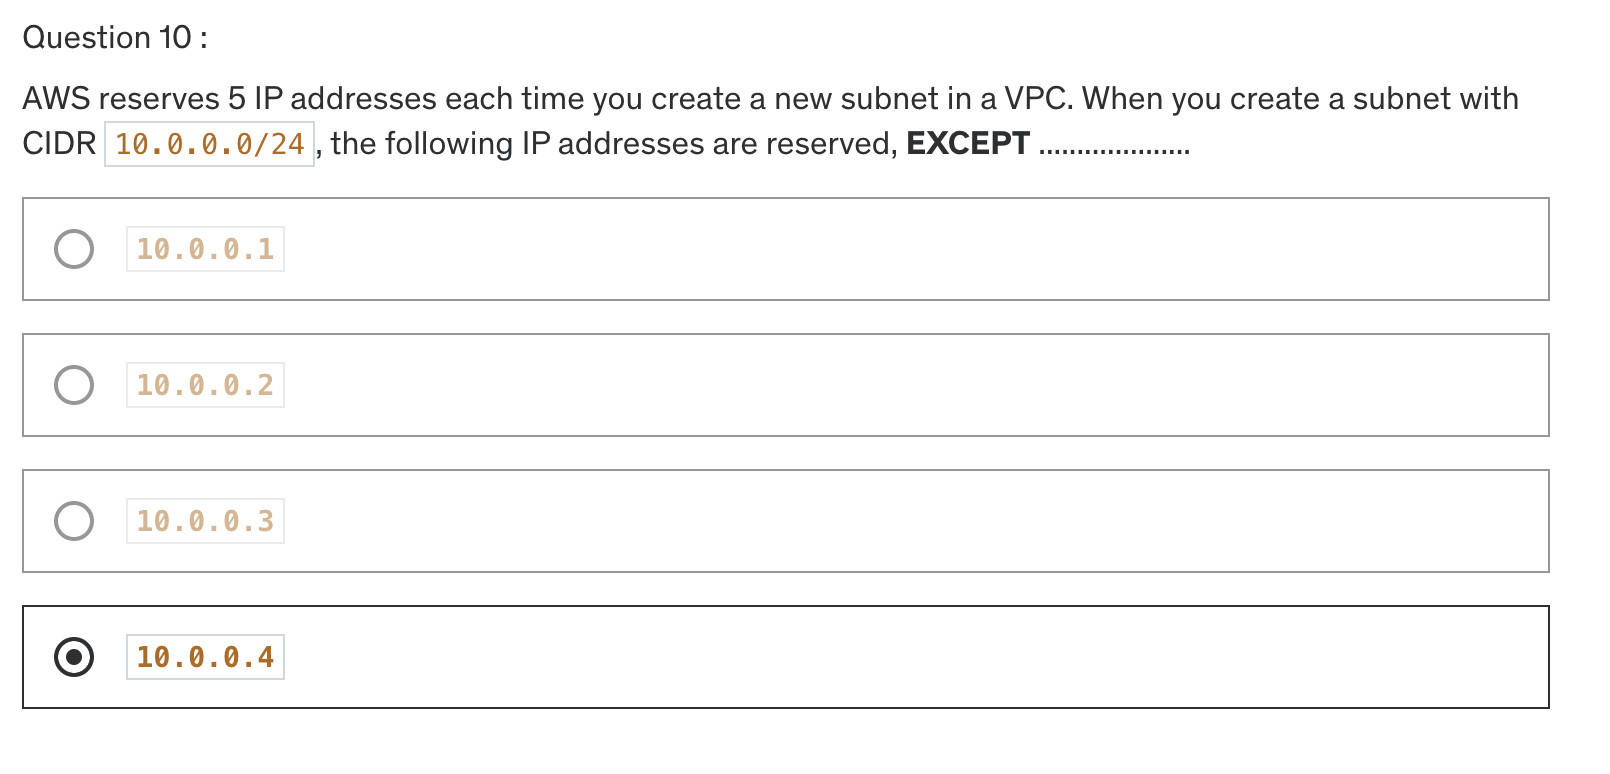 Question 10 :
AWS reserves 5 IP addresses each time you create a new subnet in a VPC. When you create a subnet with
CIDR 10.0.0.0/24, the following IP addresses are reserved, EXCEPT ....................
10.0.0.1
10.0.0.2
10.0.0.3
10.0.0.4